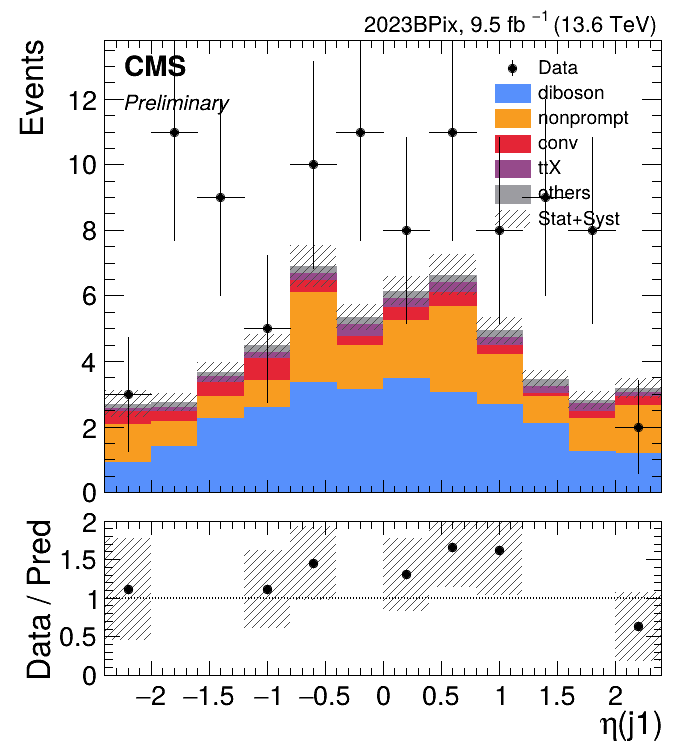 2023BPix, 9.5 fb⁻¹ (13.6 TeV)
CMS
Preliminary
Data
diboson
nonprompt
conv
ttX
others
Stat+Syst
Events
12
10
8
6
4
2
0
Data / Pred
2
1.5
1
0.5
0
−2 −1.5 −1 −0.5 0 0.5 1 1.5 2
η(j1)